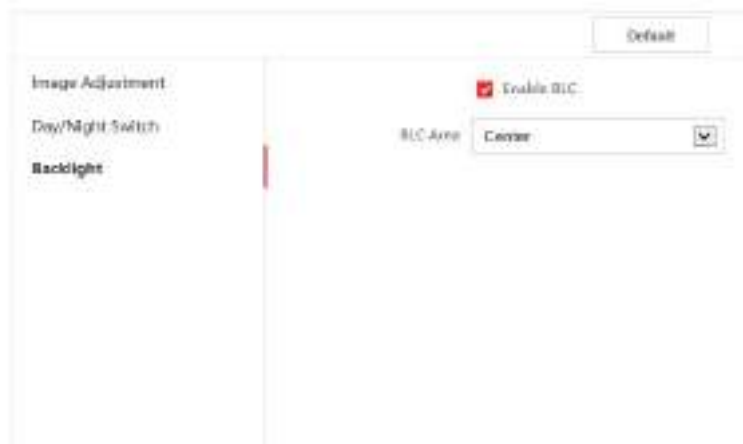 Default
Image Adjustment
Enable BLC
Day/Night Switch
BLC Area
Center
Backlight